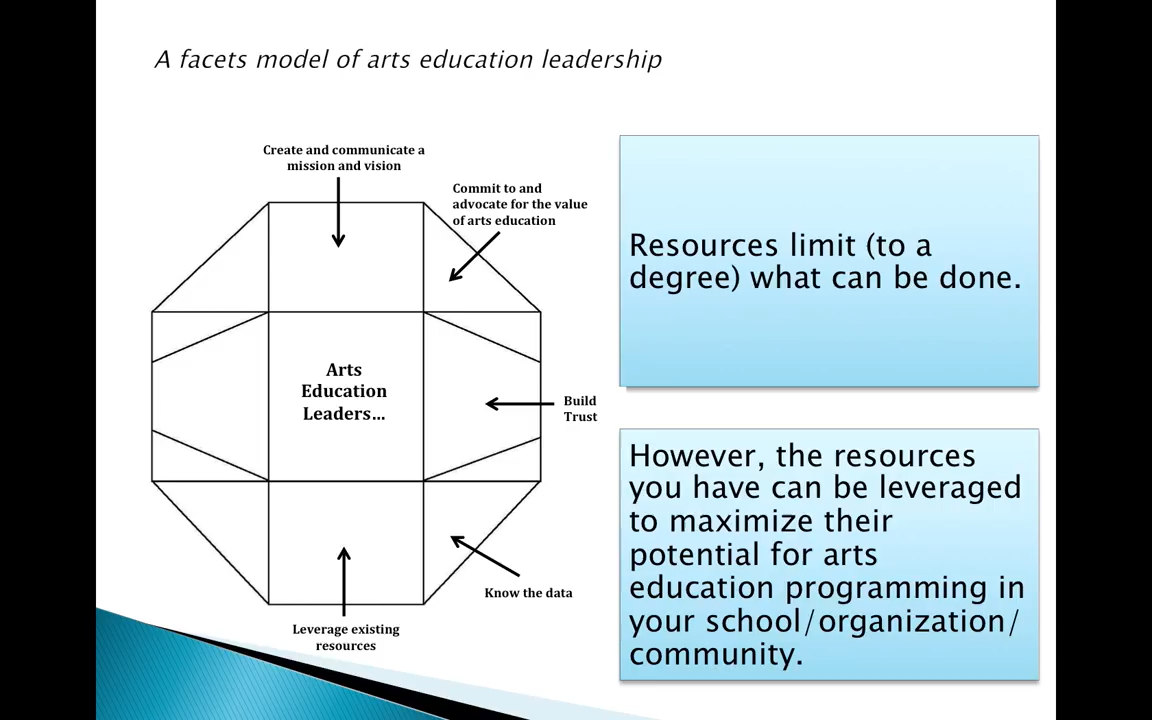 A facets model of arts education leadership
Create and communicate a
mission and vision
Commit to and
advocate for the value
of arts education
Arts
Education
Leaders...
Build
Trust
Know the data
Leverage existing
resources
Resources limit (to a
degree) what can be done.
However, the resources
you have can be leveraged
to maximize their
potential for arts
education programming in
your school/organization/
community.